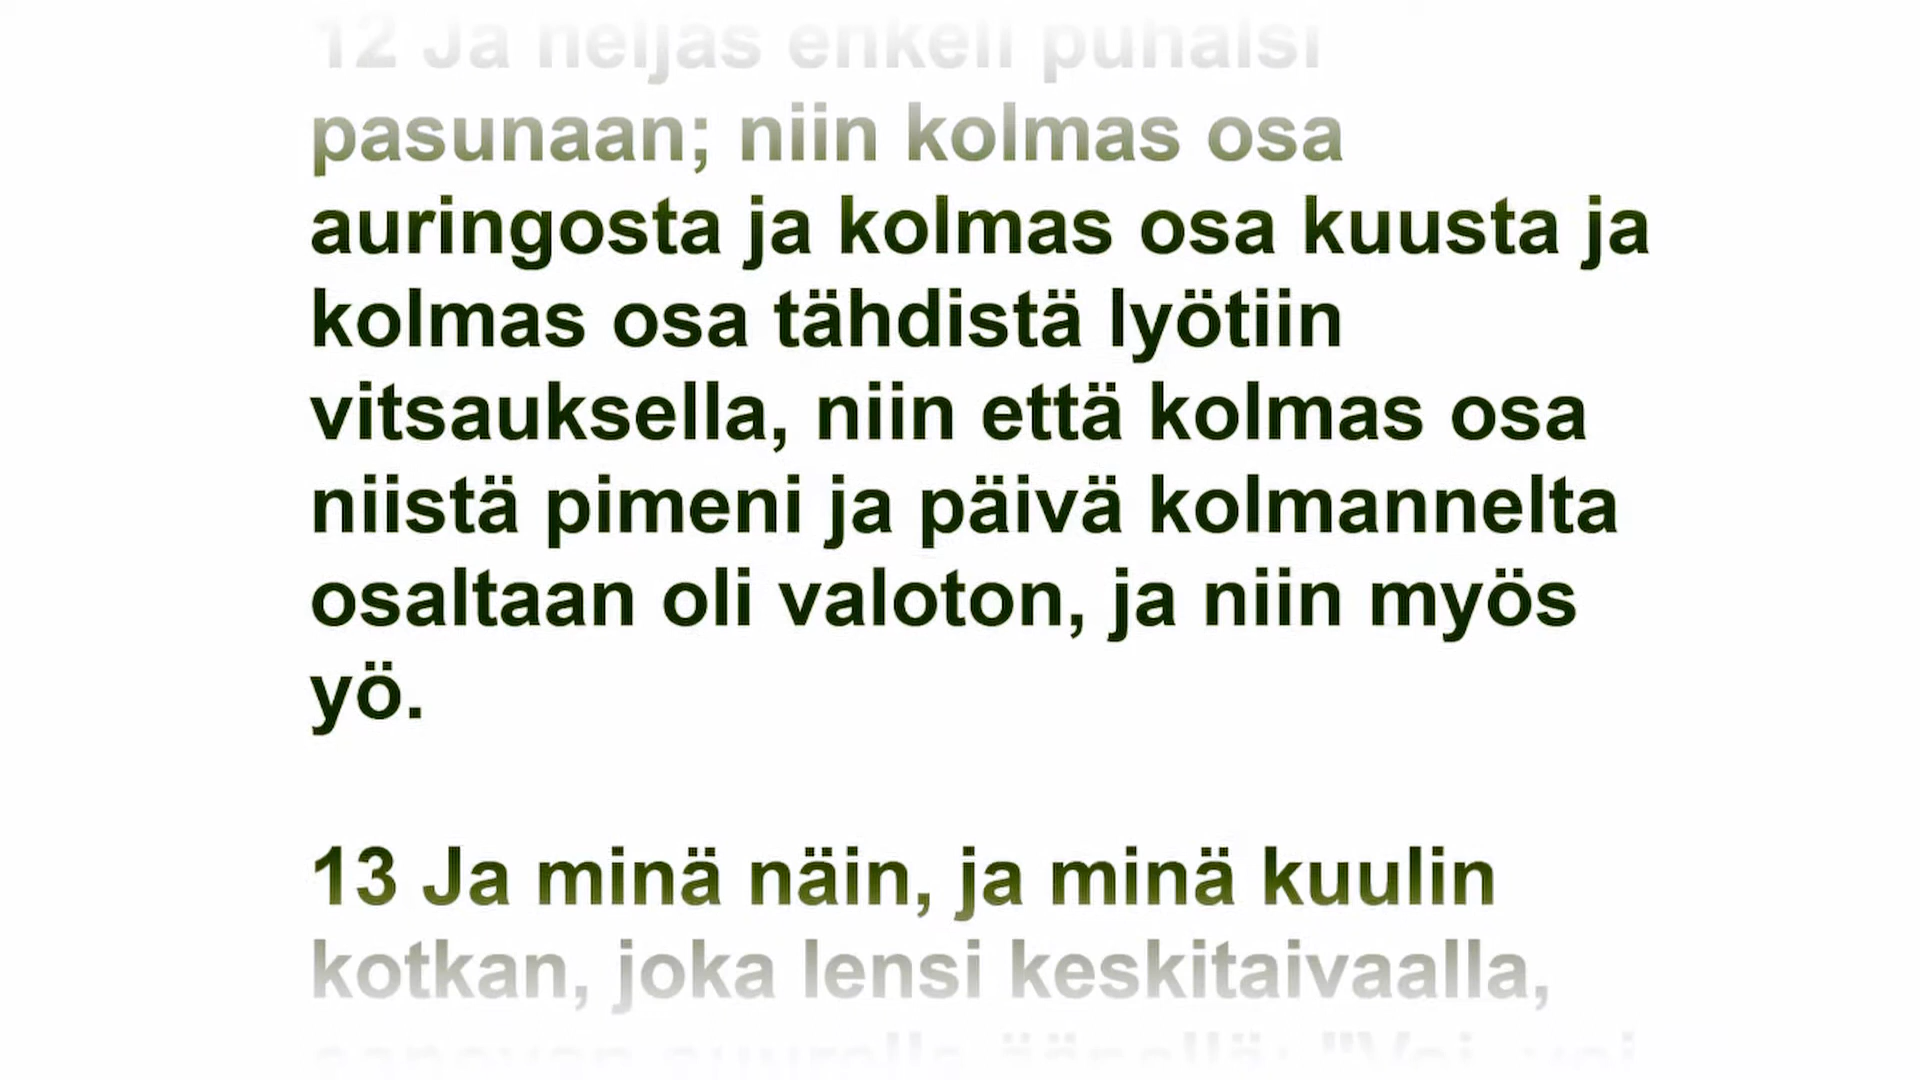 12 Ja neljäs enkeli puhalsi
pasunaan; niin kolmas osa
auringosta ja kolmas osa kuusta ja
kolmas osa tähdistä lyötiin
vitsauksella, niin että kolmas osa
niistä pimeni ja päivä kolmannelta
osaltaan oli valoton, ja niin myös
yö.
13 Ja minä näin, ja minä kuulin
kotkan, joka lensi keskitaivaalla,